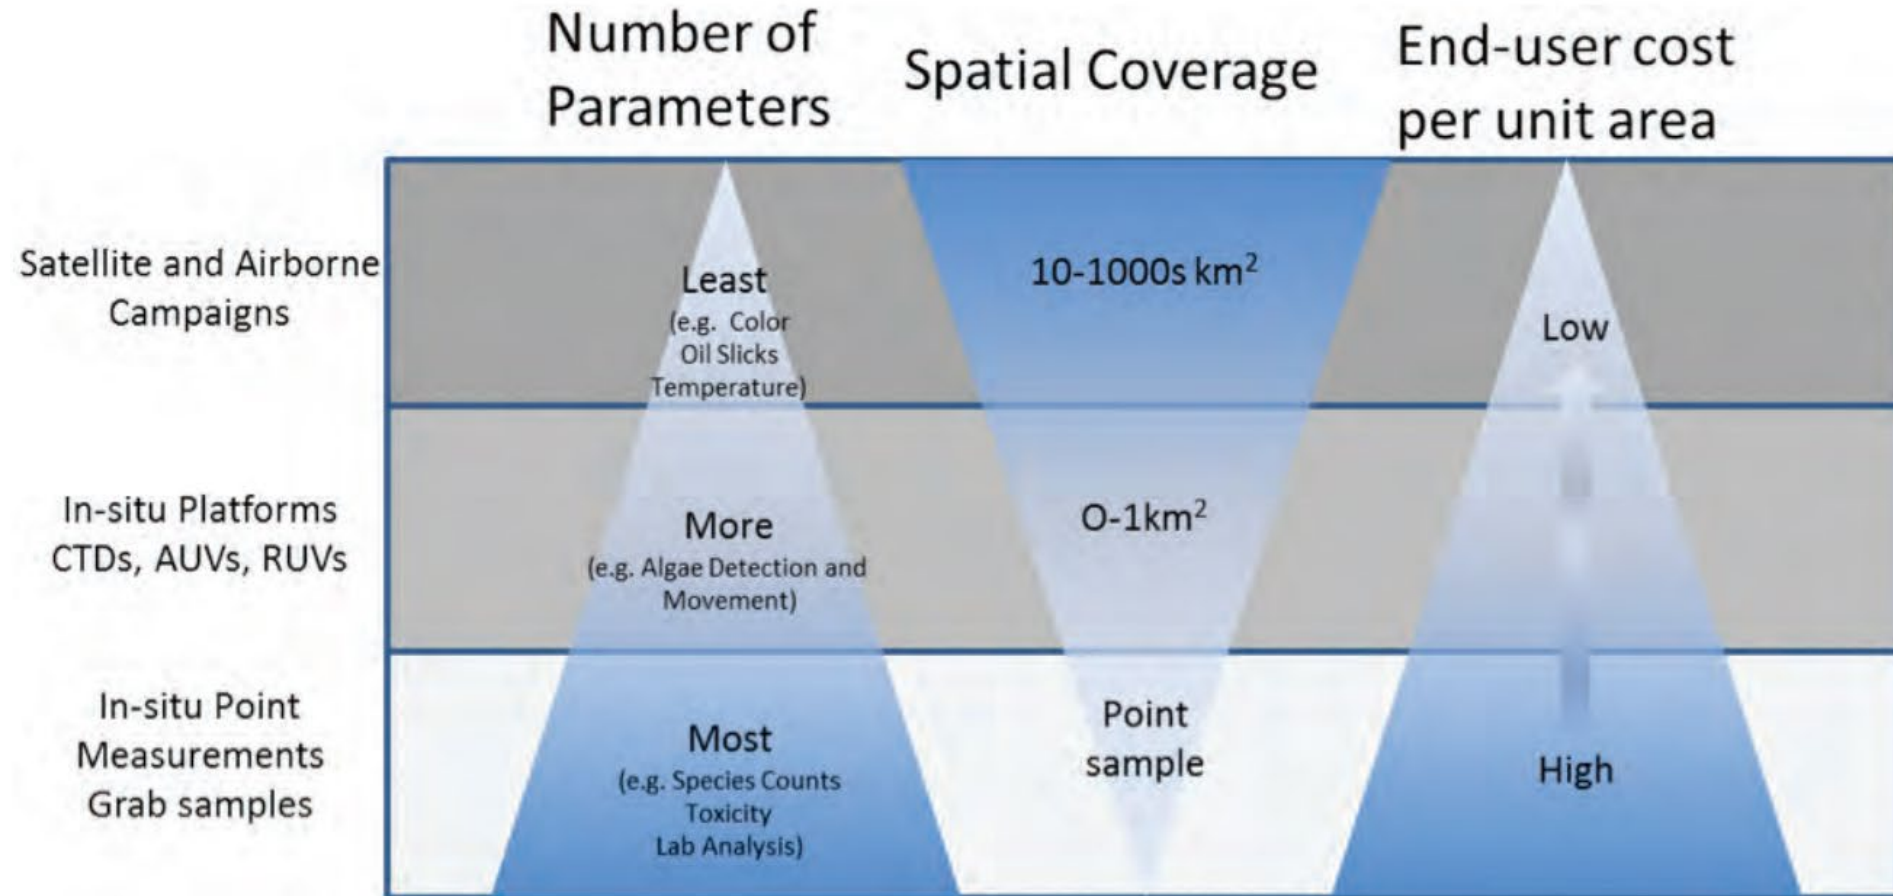 Number of
Parameters
Spatial Coverage
End-user cost
per unit area
Satellite and Airborne
Campaigns
Least
(e.g. Color
Oil Slicks
Temperature)
10-1000s km²
Low
In-situ Platforms
CTDs, AUVs, RUVs
More
(e.g. Algae Detection and
Movement)
O-1km²
In-situ Point
Measurements
Grab samples
Most
(e.g. Species Counts
Toxicity
Lab Analysis)
Point
sample
High